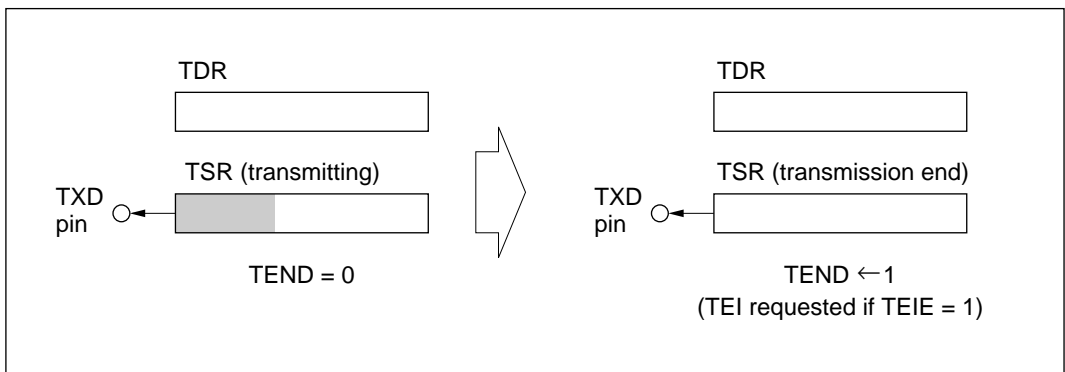 TDR
TSR (transmitting)
TXD
pin
TEND = 0
TDR
TSR (transmission end)
TXD
pin
TEND ←1
(TEI requested if TEIE = 1)